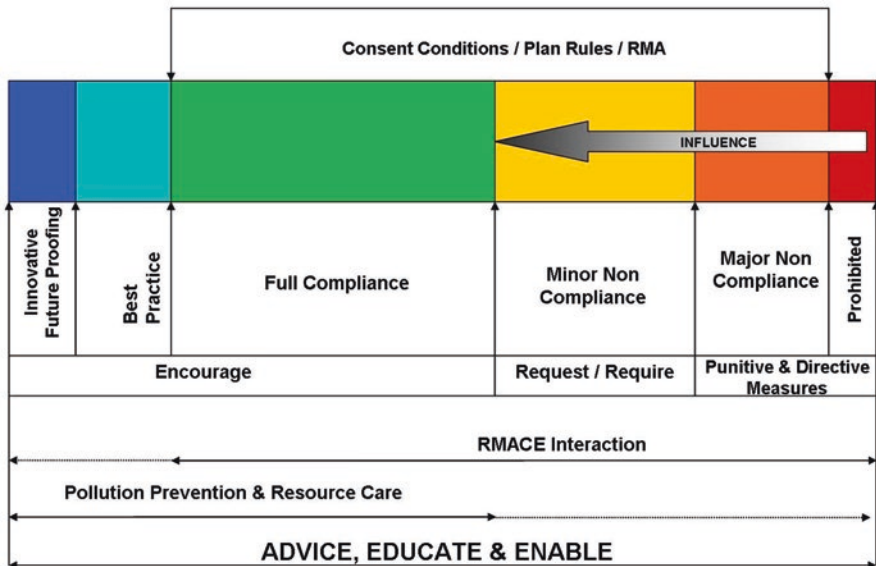 Consent Conditions / Plan Rules / RMA
INFLUENCE
Innovative
Future Proofing
Best
Practice
Full Compliance
Minor Non
Compliance
Major Non
Compliance
Prohibited
Encourage
Request / Require
Punitive & Directive
Measures
RMACE Interaction
Pollution Prevention & Resource Care
ADVICE, EDUCATE & ENABLE